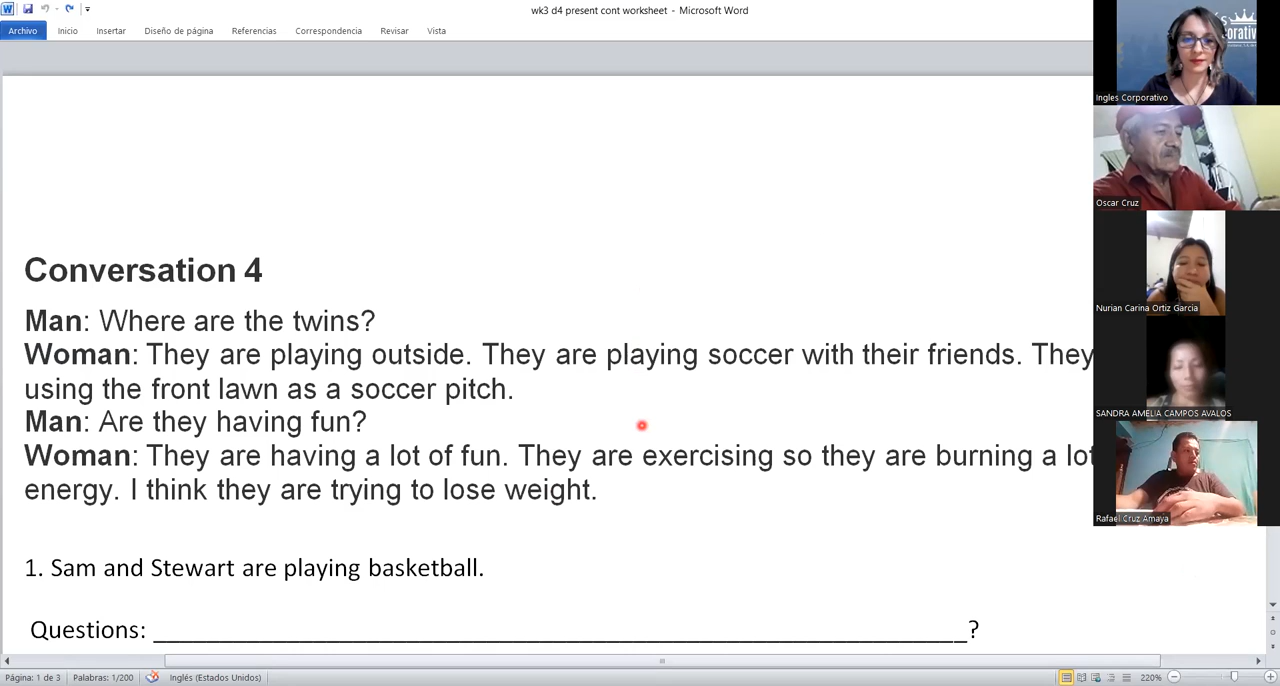 wk3 d4 present cont worksheet - Microsoft Word
Archivo Inicio Insertar Diseño de página Referencias Correspondencia Revisar Vista
Conversation 4
Man: Where are the twins?
Woman: They are playing outside. They are playing soccer with their friends. They
using the front lawn as a soccer pitch.
Man: Are they having fun?
Woman: They are having a lot of fun. They are exercising so they are burning a lot
energy. I think they are trying to lose weight.
1. Sam and Stewart are playing basketball.
Questions: ____________________________________________________________?
Ingles Corporativo
Oscar Cruz
Nurian Carina Ortiz Garcia
SANDRA AMELIA CAMPOS AVALOS
Rafael Cruz Amaya
Página: 1 de 3 Palabras: 1/200 Inglés (Estados Unidos) 220%